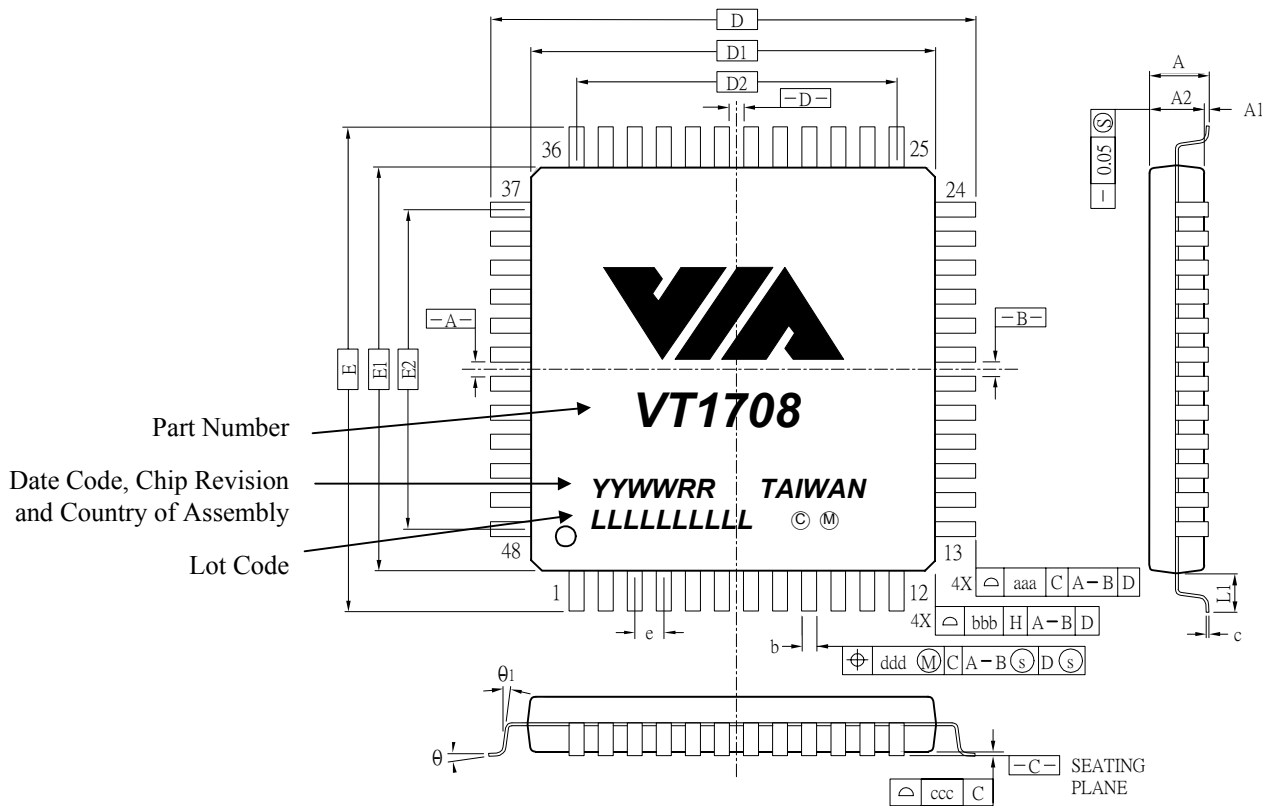 D
D1
D2
−D−
A
A2
A1
− 0.05 Ⓢ
36
25
37
24
−A−
−B−
E
E1
E2
VIA
VT1708
Part Number
Date Code, Chip Revision
and Country of Assembly
YYWWRR TAIWAN
LLLLLLLLLL Ⓒ Ⓜ
Lot Code
48
13
1
12
4X ⌓ aaa C A−B D
4X ⌓ bbb H A−B D
e
b
⌖ ddd Ⓜ C A−B ⓢ D ⓢ
L1
c
θ1
θ
−C− SEATING
PLANE
⌓ ccc C